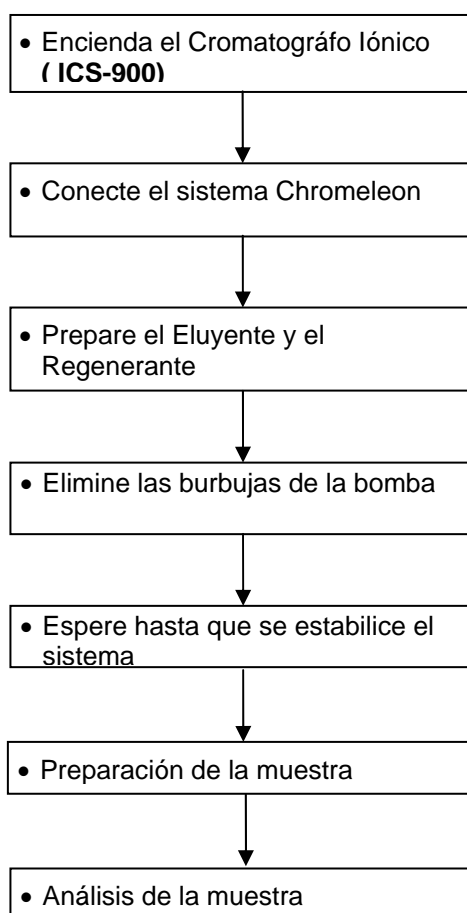 • Encienda el Cromatográfo Iónico
( ICS-900)
• Conecte el sistema Chromeleon
• Prepare el Eluyente y el
Regenerante
• Elimine las burbujas de la bomba
• Espere hasta que se estabilice el
sistema
• Preparación de la muestra
• Análisis de la muestra